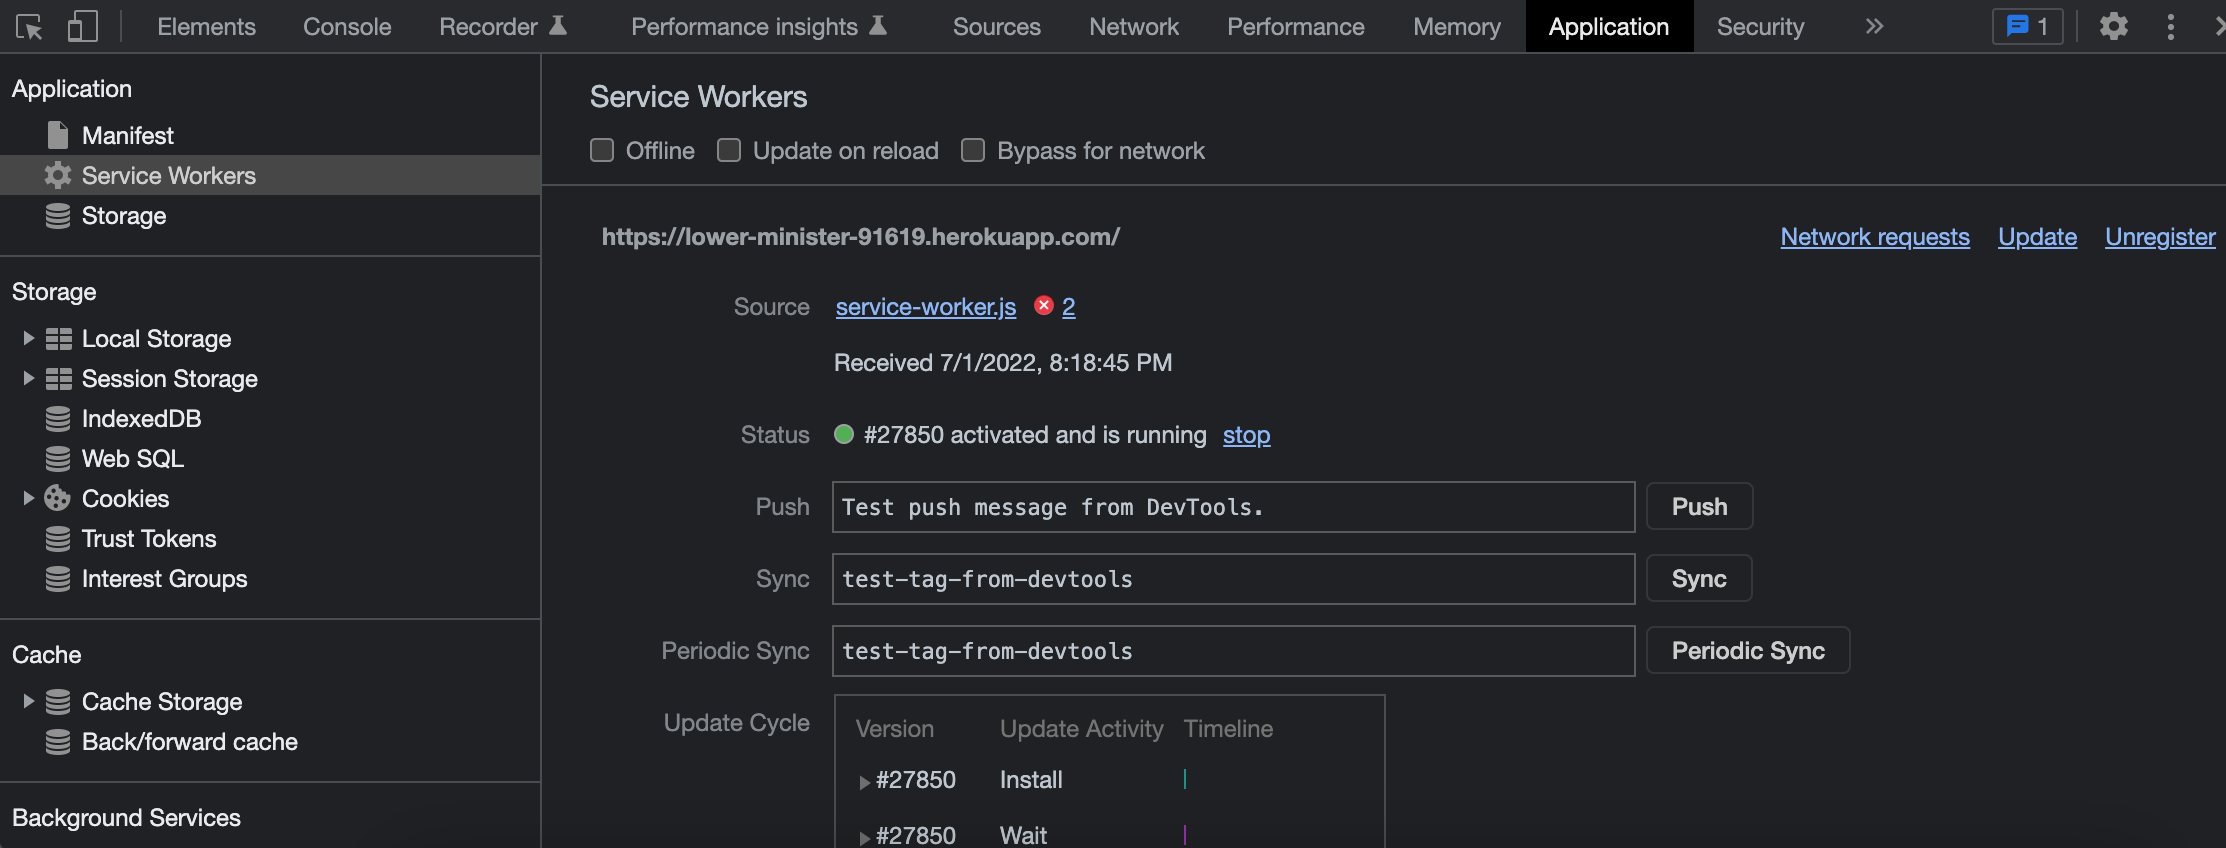 Elements Console Recorder Performance insights Sources Network Performance Memory Application Security 1
Application
Manifest
Service Workers
Storage
Storage
Local Storage
Session Storage
IndexedDB
Web SQL
Cookies
Trust Tokens
Interest Groups
Cache
Cache Storage
Back/forward cache
Background Services
Service Workers
Offline Update on reload Bypass for network
https://lower-minister-91619.herokuapp.com/ Network requests Update Unregister
Source service-worker.js 2
Received 7/1/2022, 8:18:45 PM
Status #27850 activated and is running stop
Push Test push message from DevTools. Push
Sync test-tag-from-devtools Sync
Periodic Sync test-tag-from-devtools Periodic Sync
Update Cycle Version Update Activity Timeline
#27850 Install
#27850 Wait